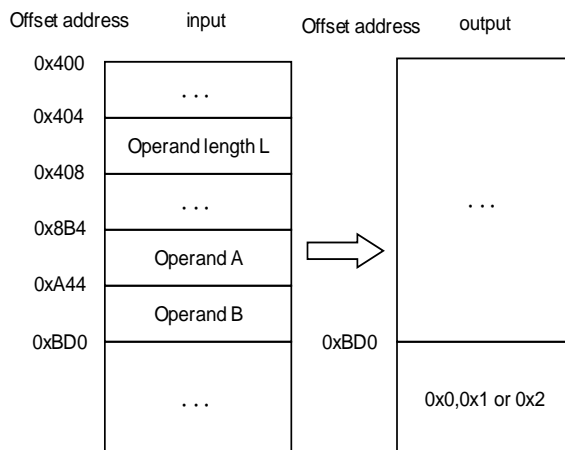 Offset address
input
Offset address
output
0x400
. . .
0x404
Operand length L
0x408
. . .
. . .
0x8B4
Operand A
0xA44
Operand B
0xBD0
0xBD0
. . .
0x0,0x1 or 0x2